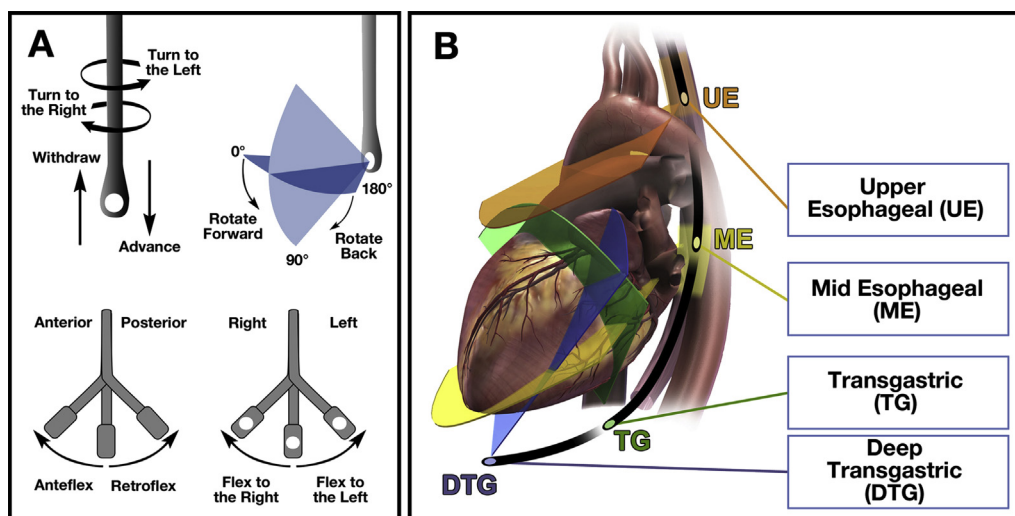 A
Turn to
the Left
Turn to
the Right
Withdraw
Advance
0°
180°
Rotate
Forward
Rotate
Back
90°
Anterior
Posterior
Right
Left
Anteflex
Retroflex
Flex to
the Right
Flex to
the Left
B
UE
ME
TG
DTG
Upper
Esophageal (UE)
Mid Esophageal
(ME)
Transgastric
(TG)
Deep
Transgastric
(DTG)